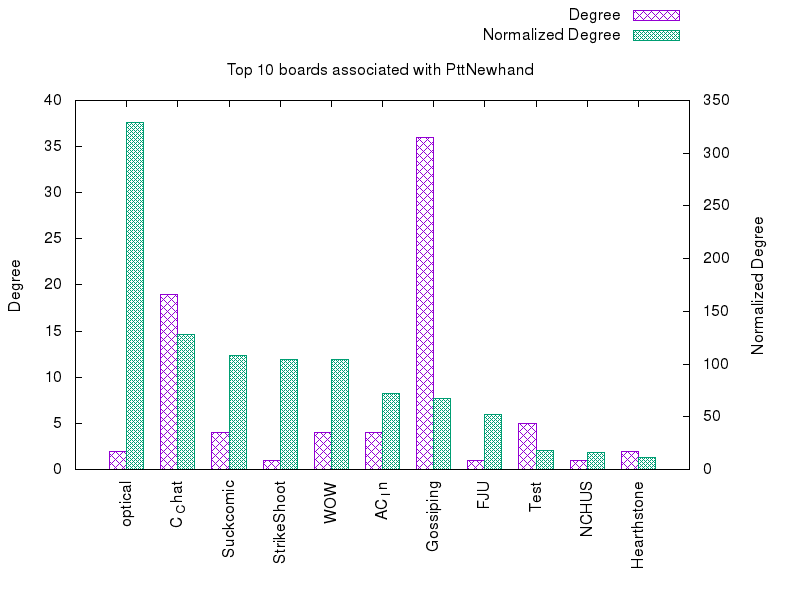 Degree
Normalized Degree
Top 10 boards associated with PttNewhand
40
35
30
25
20
15
10
5
0
350
300
250
200
150
100
50
0
Degree
Normalized Degree
optical
C_Chat
Suckcomic
StrikeShoot
WOW
AC_In
Gossiping
FJU
Test
NCHUS
Hearthstone